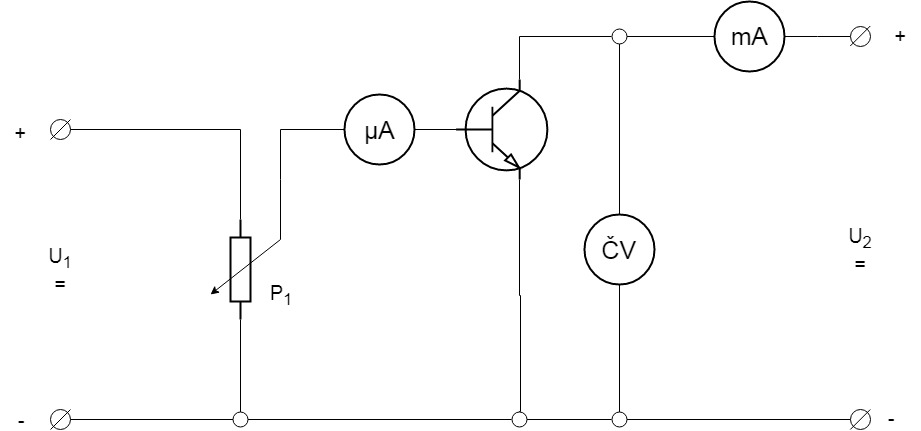 mA
+
+
µA
ČV
U2
=
U1
=
P1
-
-